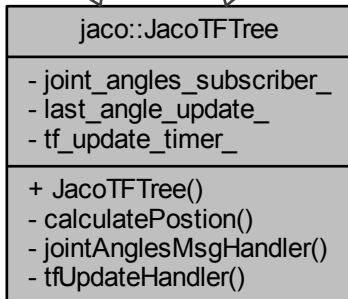 jaco::JacoTFTree
- joint_angles_subscriber_
- last_angle_update_
- tf_update_timer_
+ JacoTFTree()
- calculatePostion()
- jointAnglesMsgHandler()
- tfUpdateHandler()